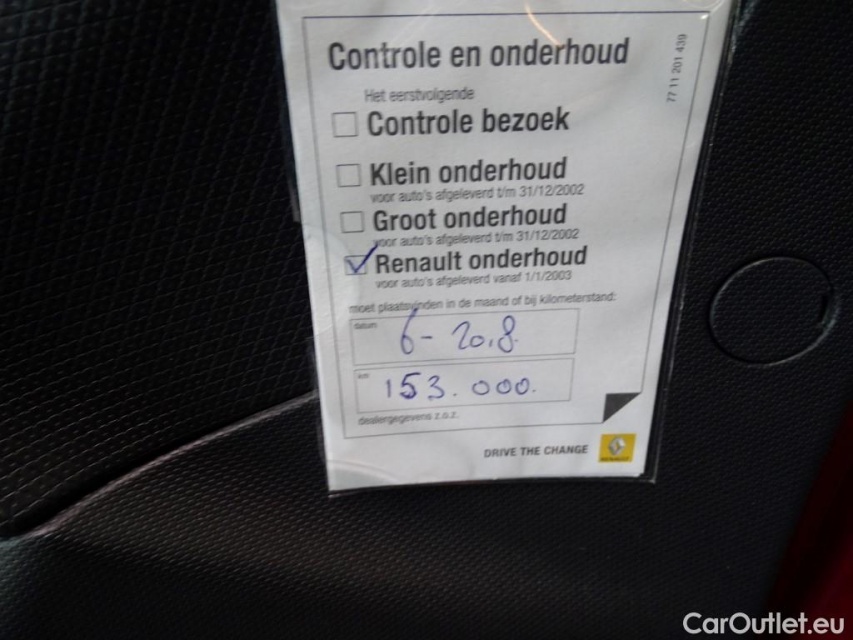 Controle en onderhoud
77 11 201 439
Het eerstvolgende
Controle bezoek
Klein onderhoud
voor auto's afgeleverd t/m 31/12/2002
Groot onderhoud
voor auto's afgeleverd t/m 31/12/2002
Renault onderhoud
voor auto's afgeleverd vanaf 1/1/2003
moet plaatsvinden in de maand of bij kilometerstand:
datum
6- 2018
km
153.000.
dealergegevens z.o.z.
DRIVE THE CHANGE
RENAULT
CarOutlet.eu